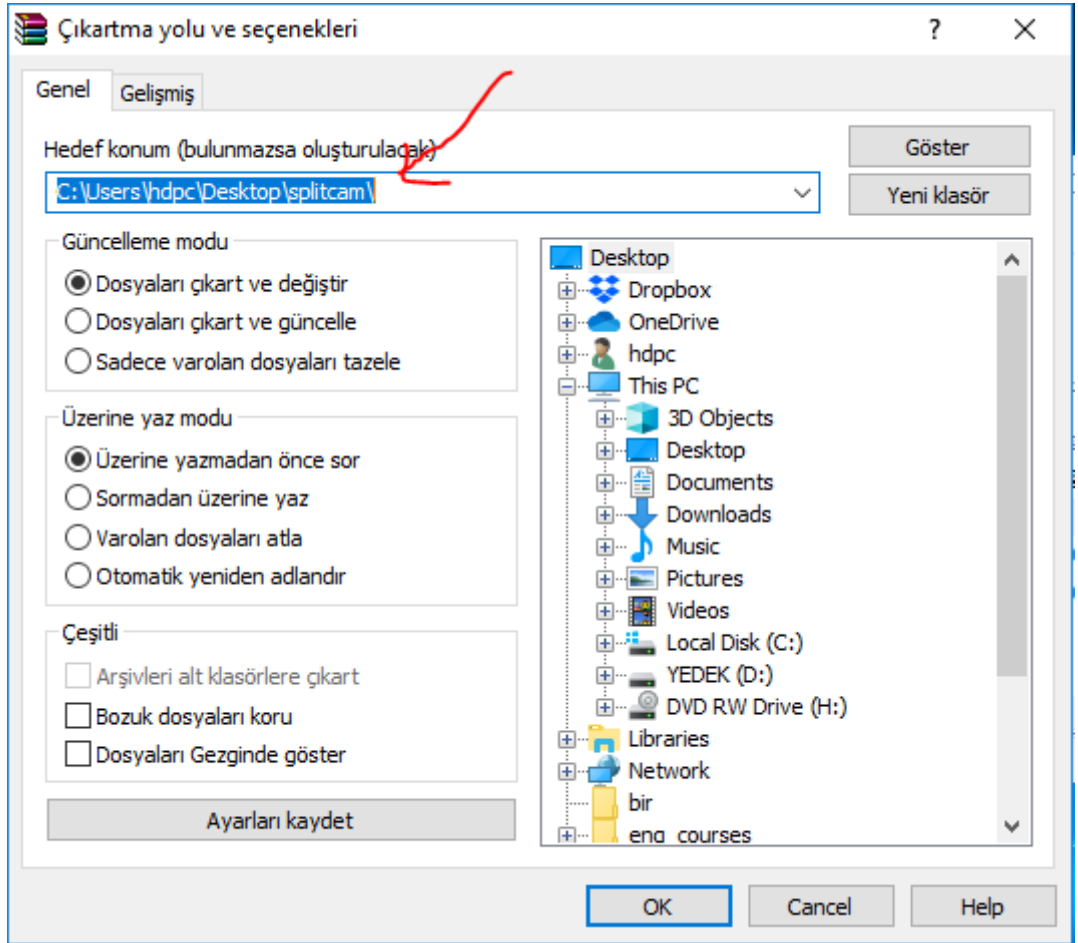 Çıkartma yolu ve seçenekleri
?
Genel
Gelişmiş
Hedef konum (bulunmazsa oluşturulacak)
Göster
C:\Users\hdpc\Desktop\splitcam\
Yeni klasör
Güncelleme modu
Dosyaları çıkart ve değiştir
Dosyaları çıkart ve güncelle
Sadece varolan dosyaları tazele
Üzerine yaz modu
Üzerine yazmadan önce sor
Sormadan üzerine yaz
Varolan dosyaları atla
Otomatik yeniden adlandır
Çeşitli
Arşivleri alt klasörlere çıkart
Bozuk dosyaları koru
Dosyaları Gezginde göster
Ayarları kaydet
Desktop
Dropbox
OneDrive
hdpc
This PC
3D Objects
Desktop
Documents
Downloads
Music
Pictures
Videos
Local Disk (C:)
YEDEK (D:)
DVD RW Drive (H:)
Libraries
Network
bir
eng_courses
OK
Cancel
Help